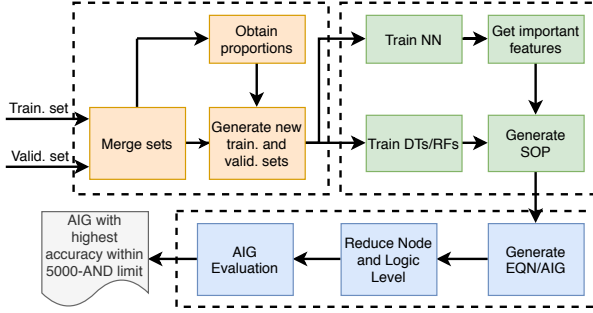 Obtain
proportions
Train NN
Get important
features
Train. set
Merge sets
Generate new
train. and
valid. sets
Train DTs/RFs
Generate
SOP
Valid. set
AIG with
highest
accuracy within
5000-AND limit
AIG
Evaluation
Reduce Node
and Logic
Level
Generate
EQN/AIG